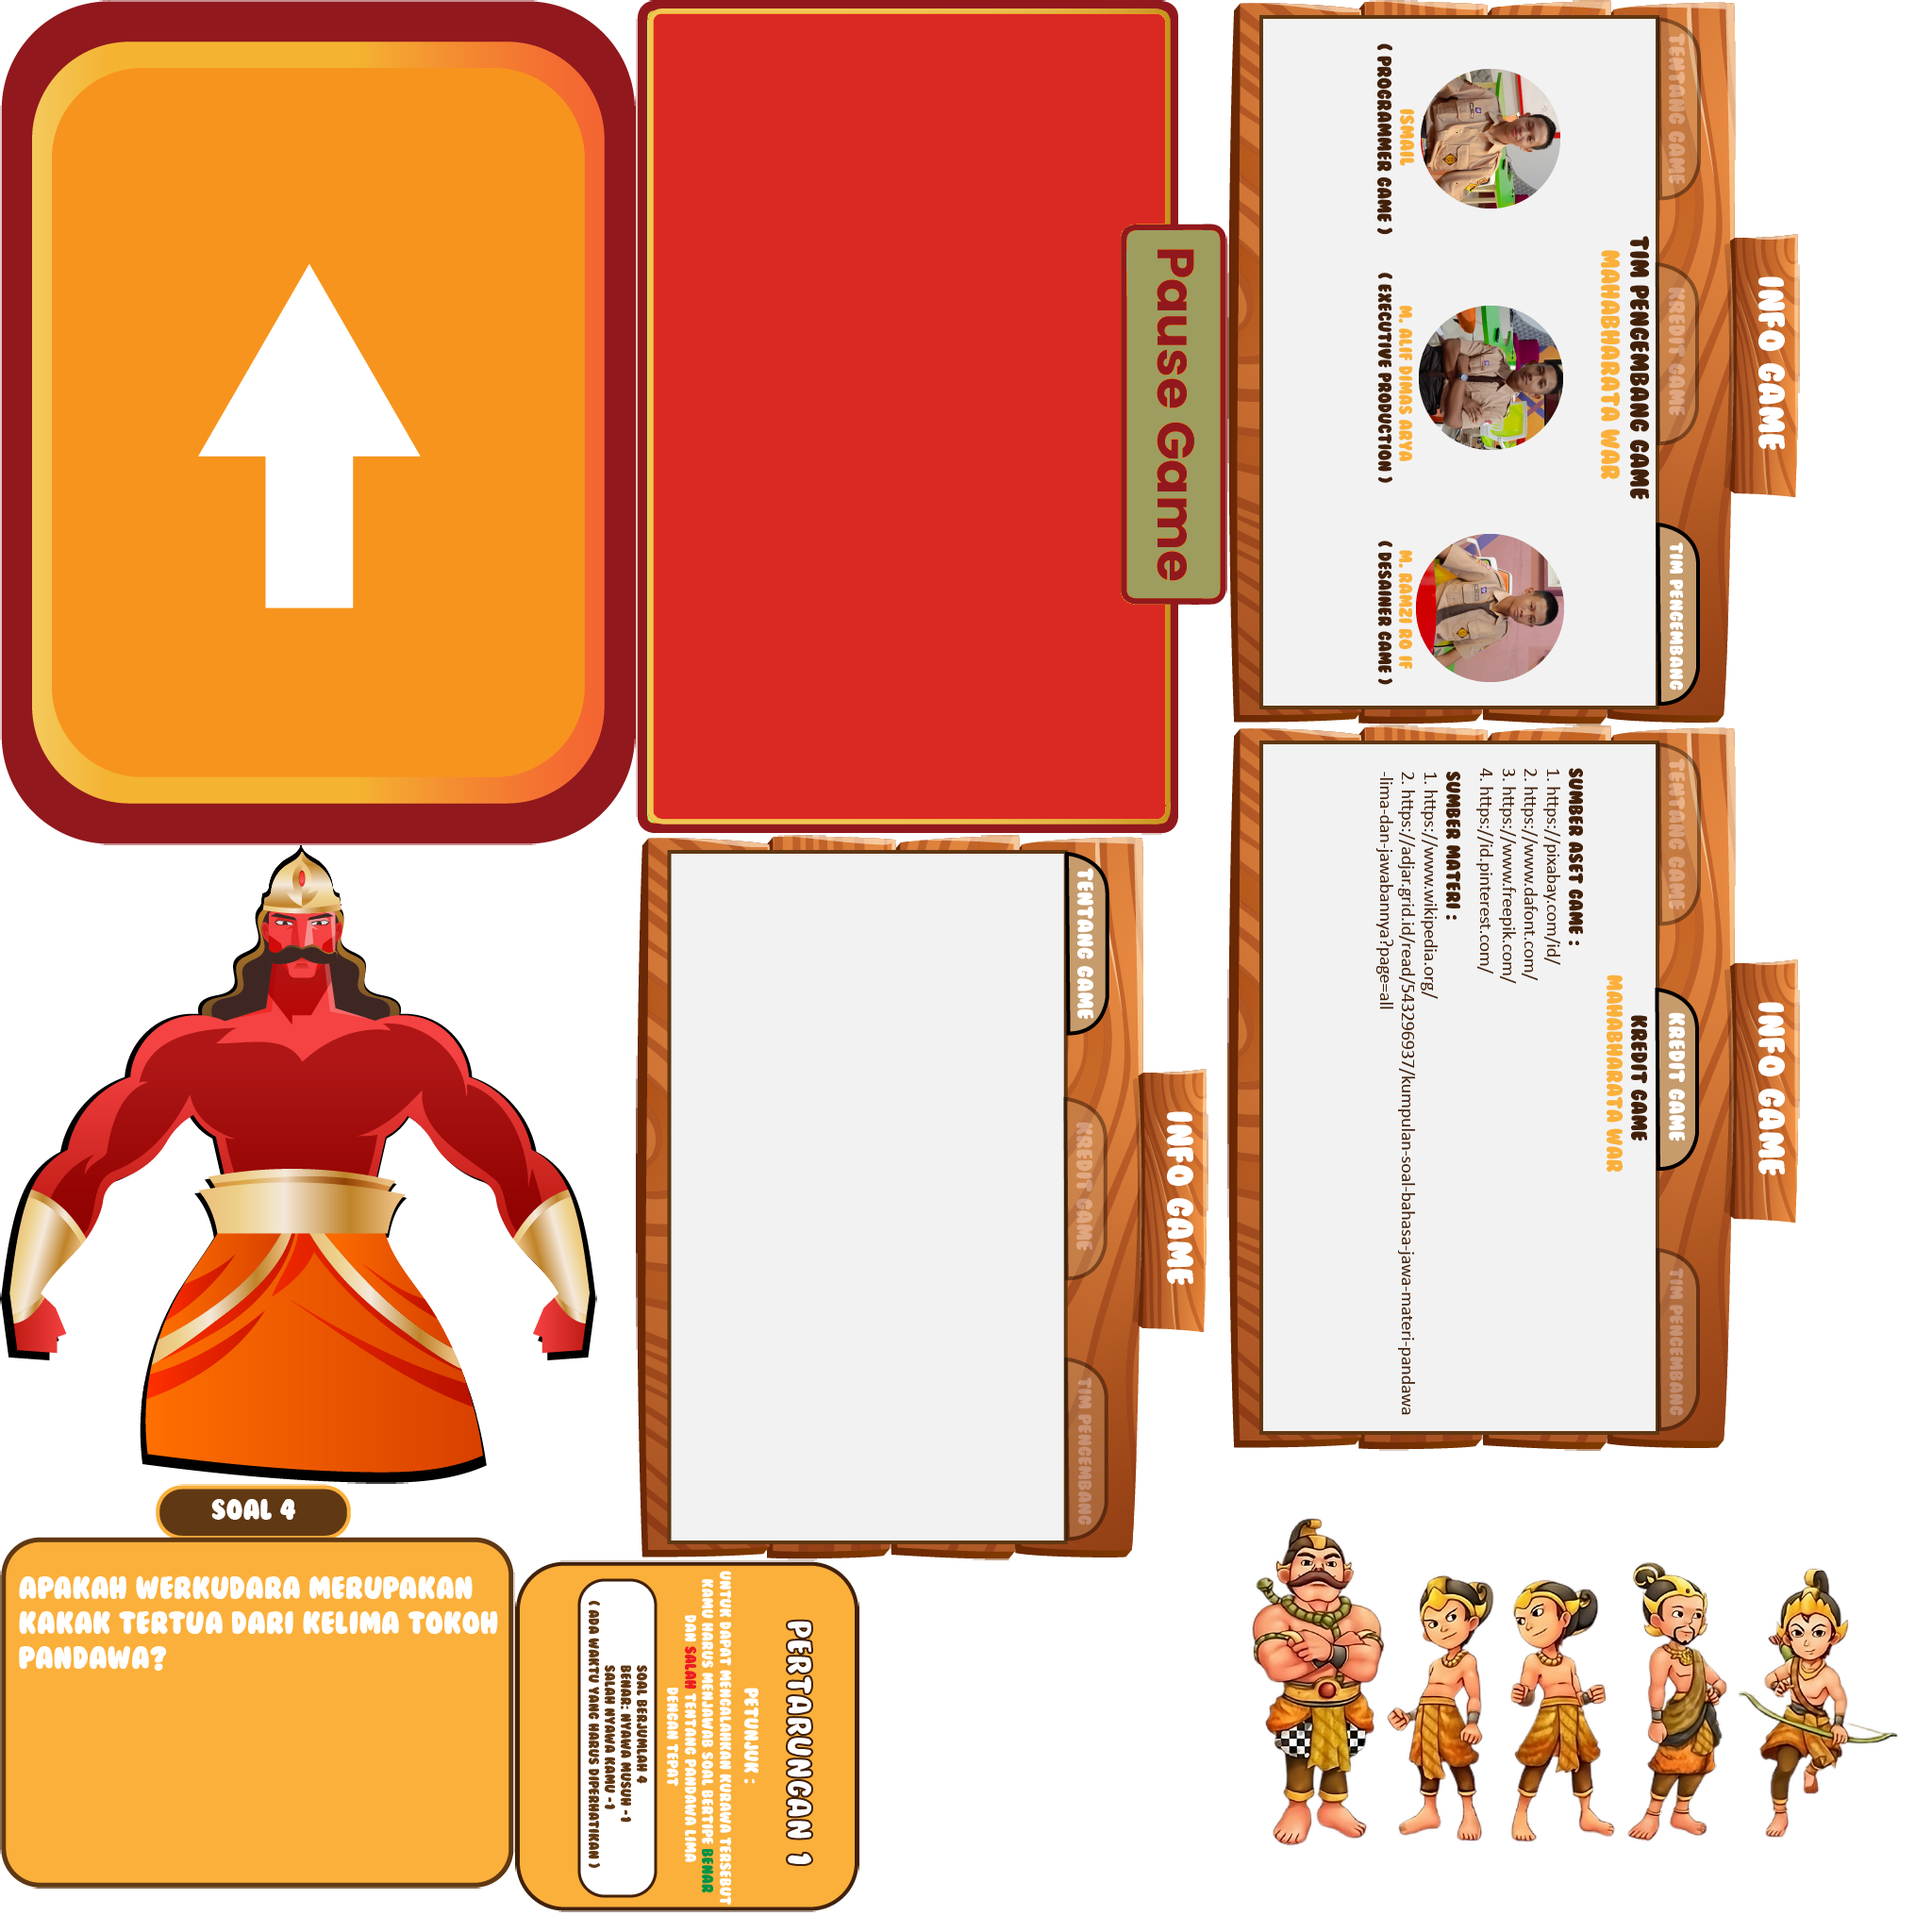 Pause Game
INFO GAME
TENTANG GAME
KREDIT GAME
TIM PENGEMBANG
TIM PENGEMBANG GAME
MAHABHARATA WAR
ISMAIL
( PROGRAMMER GAME )
M. ALIF DIMAS ARYA
( EXECUTIVE PRODUCTION )
M. RAMZI RO IF
( DESAINER GAME )
INFO GAME
TENTANG GAME
KREDIT GAME
TIM PENGEMBANG
KREDIT GAME
MAHABHARATA WAR
SUMBER ASET GAME :
1. https://pixabay.com/id/
2. https://www.dafont.com/
3. https://www.freepik.com/
4. https://id.pinterest.com/
SUMBER MATERI :
1. https://www.wikipedia.org/
2. https://adjar.grid.id/read/543296937/kumpulan-soal-bahasa-jawa-materi-pandawa
-lima-dan-jawabannya?page=all
INFO GAME
TENTANG GAME
KREDIT GAME
TIM PENGEMBANG
SOAL 4
APAKAH WERKUDARA MERUPAKAN
KAKAK TERTUA DARI KELIMA TOKOH
PANDAWA?
PERTARUNGAN 1
PETUNJUK :
UNTUK DAPAT MENGALAHKAN KURAWA TERSEBUT
KAMU HARUS MENJAWAB SOAL BERTIPE BENAR
DAN SALAH TENTANG PANDAWA LIMA
DENGAN TEPAT
SOAL BERJUMLAH 4
BENAR: NYAWA MUSUH -1
SALAH NYAWA KAMU -1
( ADA WAKTU YANG HARUS DIPERHATIKAN )